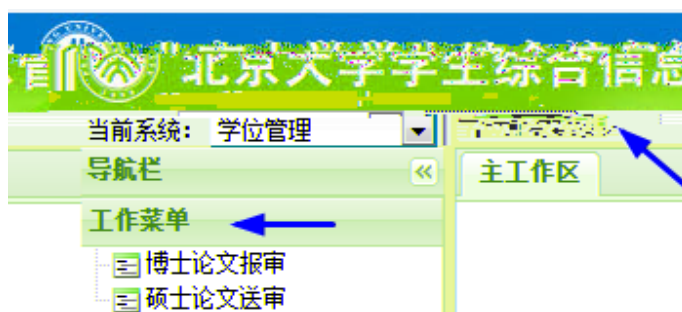 北京大学学生综合信息
当前系统： 学位管理
导航栏 « 主工作区
工作菜单
博士论文报审
硕士论文送审